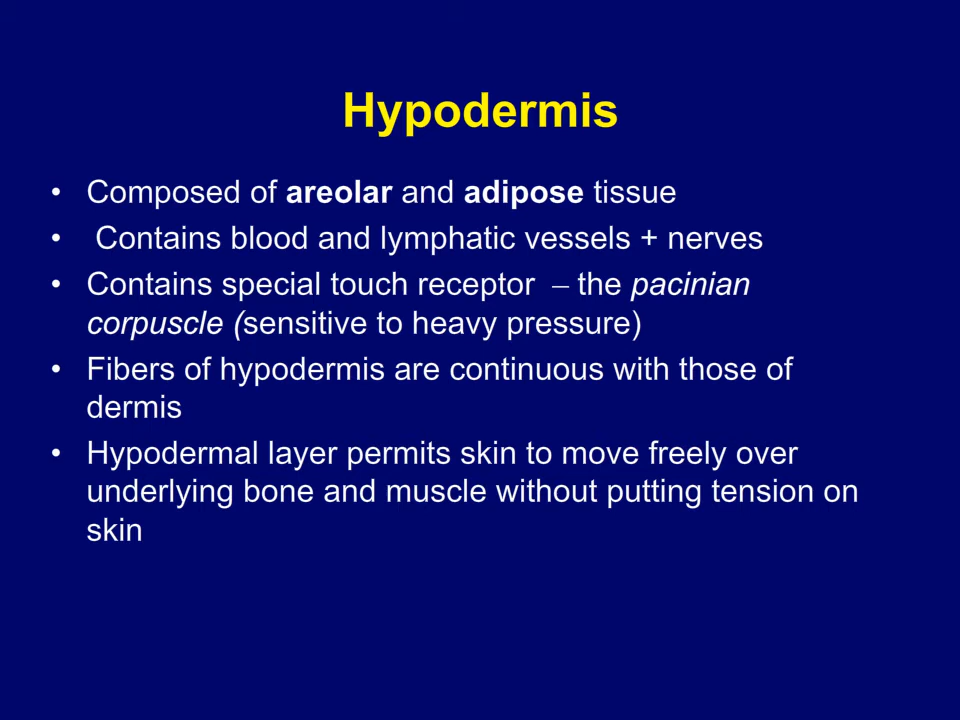 Hypodermis
• Composed of areolar and adipose tissue
• Contains blood and lymphatic vessels + nerves
• Contains special touch receptor – the pacinian
corpuscle (sensitive to heavy pressure)
• Fibers of hypodermis are continuous with those of
dermis
• Hypodermal layer permits skin to move freely over
underlying bone and muscle without putting tension on
skin